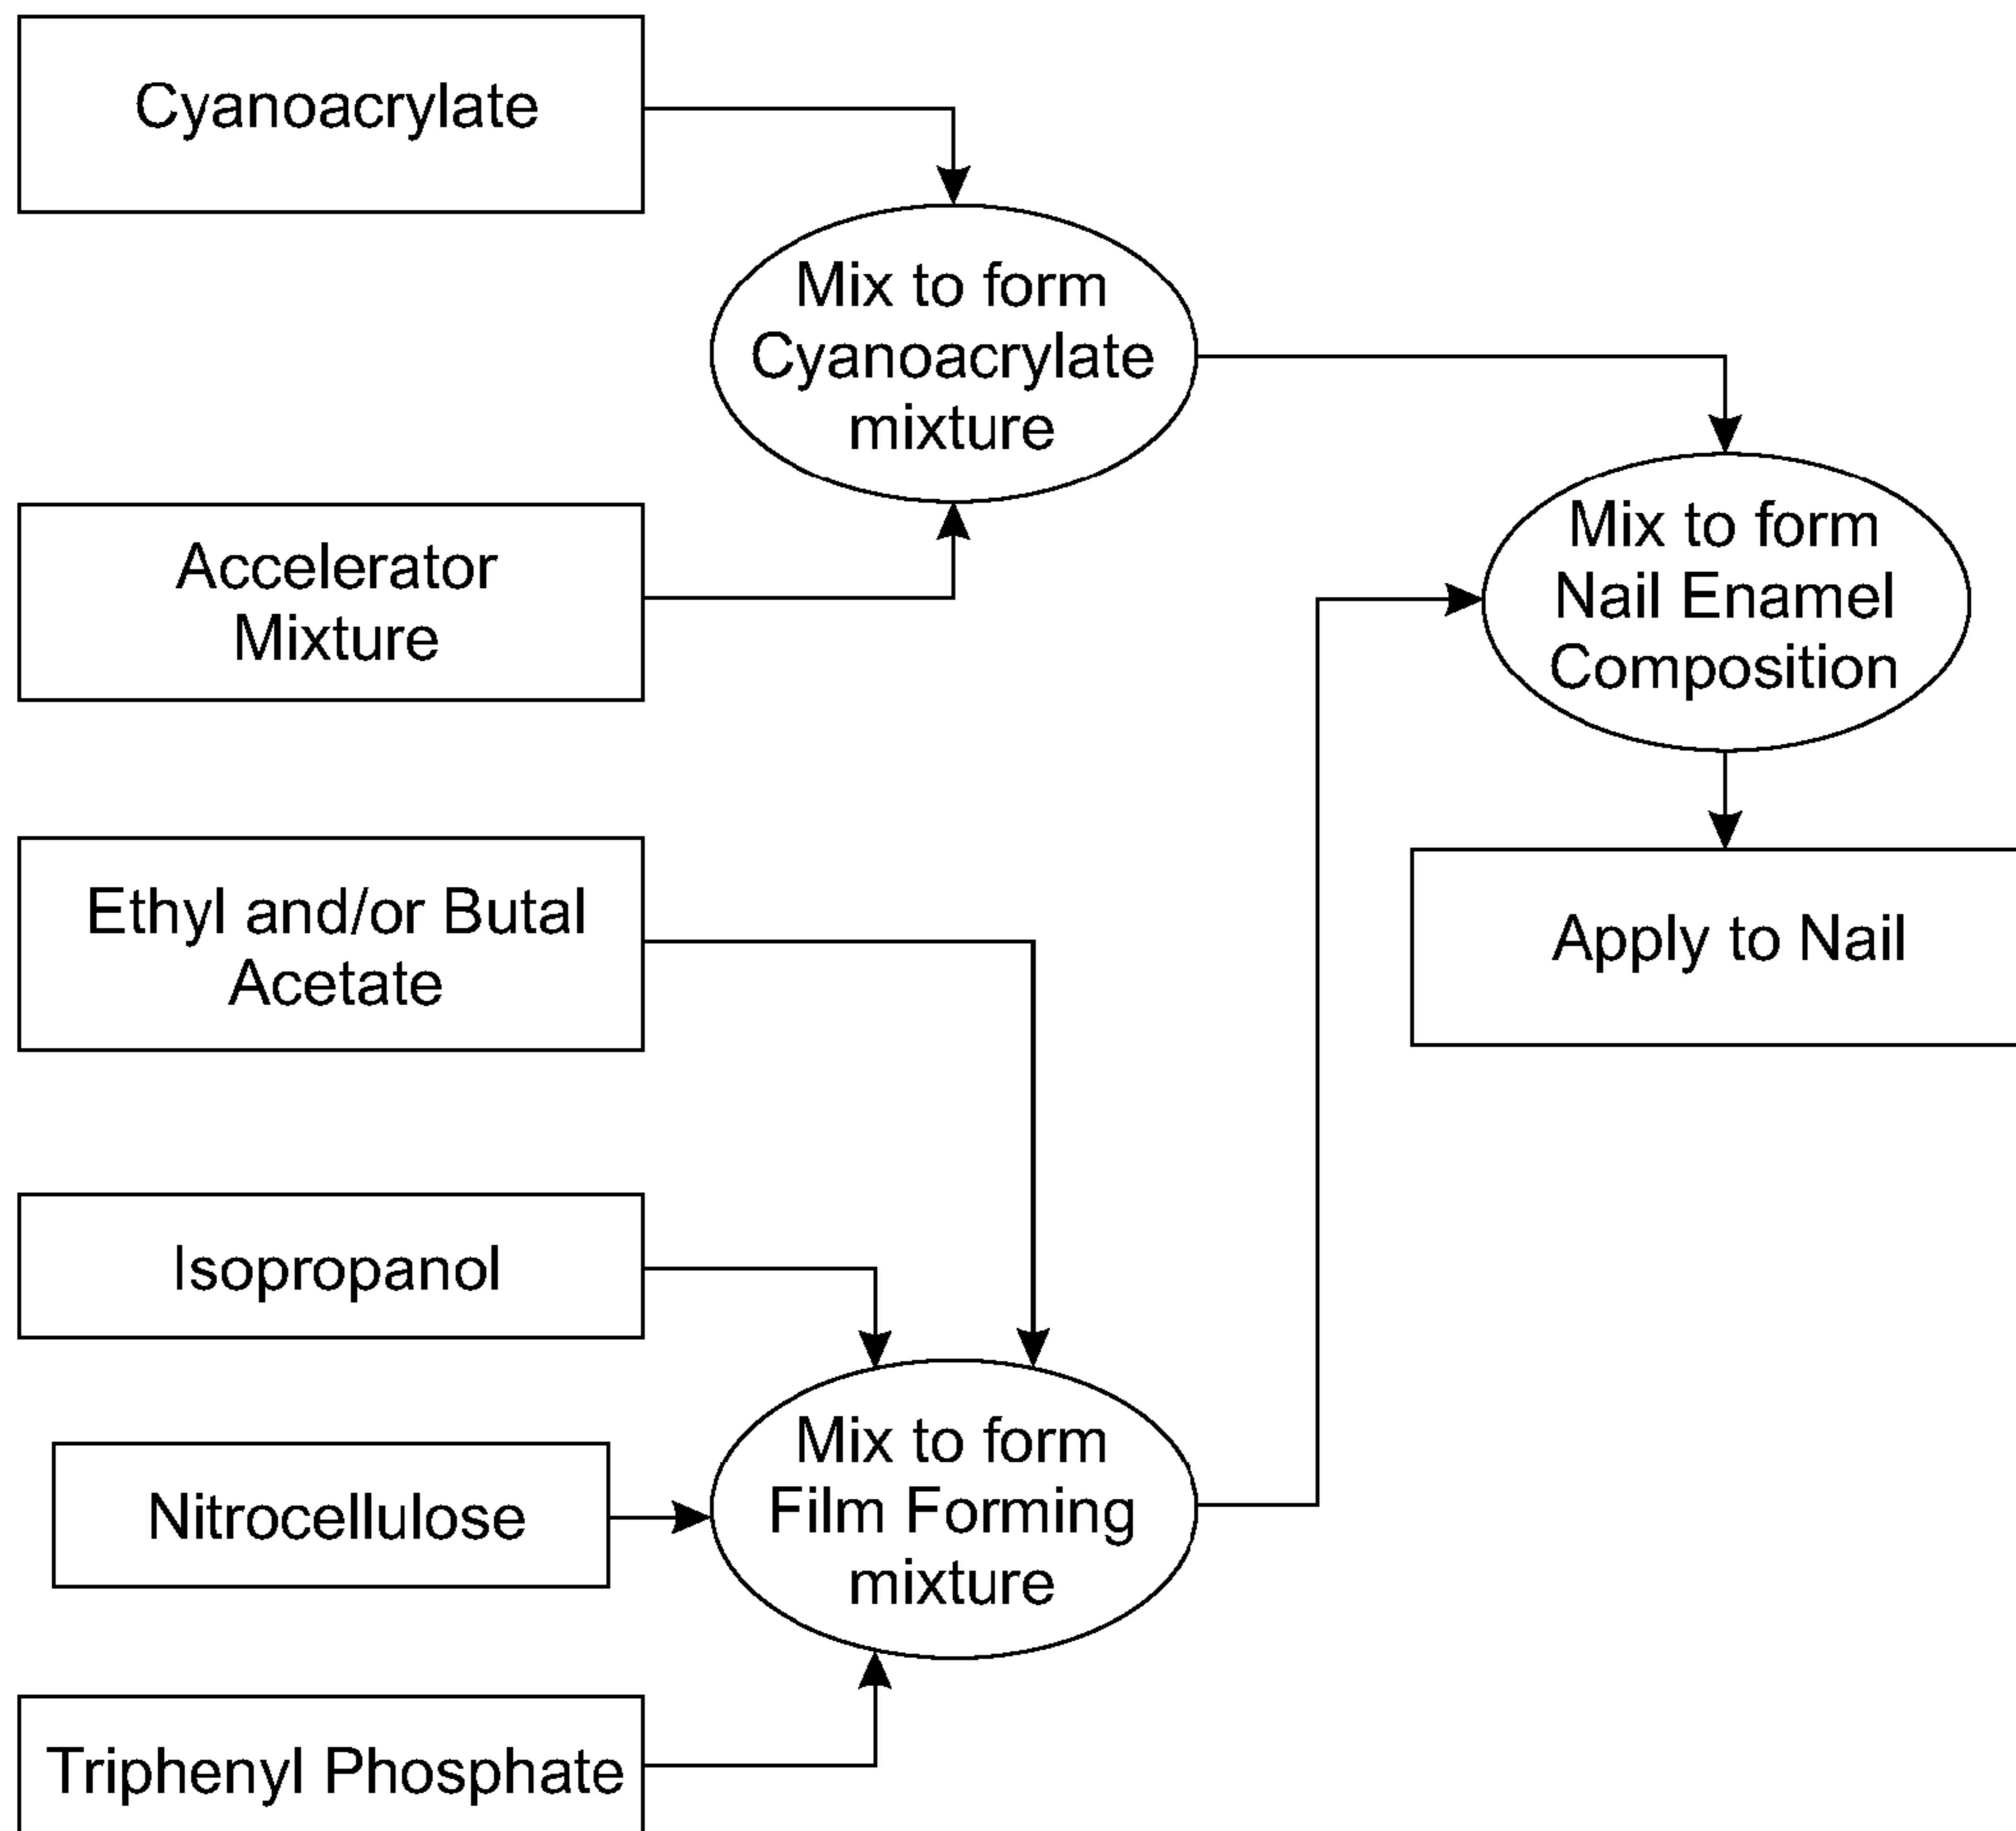 Cyanoacrylate
Mix to form
Cyanoacrylate
mixture
Accelerator
Mixture
Mix to form
Nail Enamel
Composition
Ethyl and/or Butal
Acetate
Apply to Nail
Isopropanol
Nitrocellulose
Mix to form
Film Forming
mixture
Triphenyl Phosphate